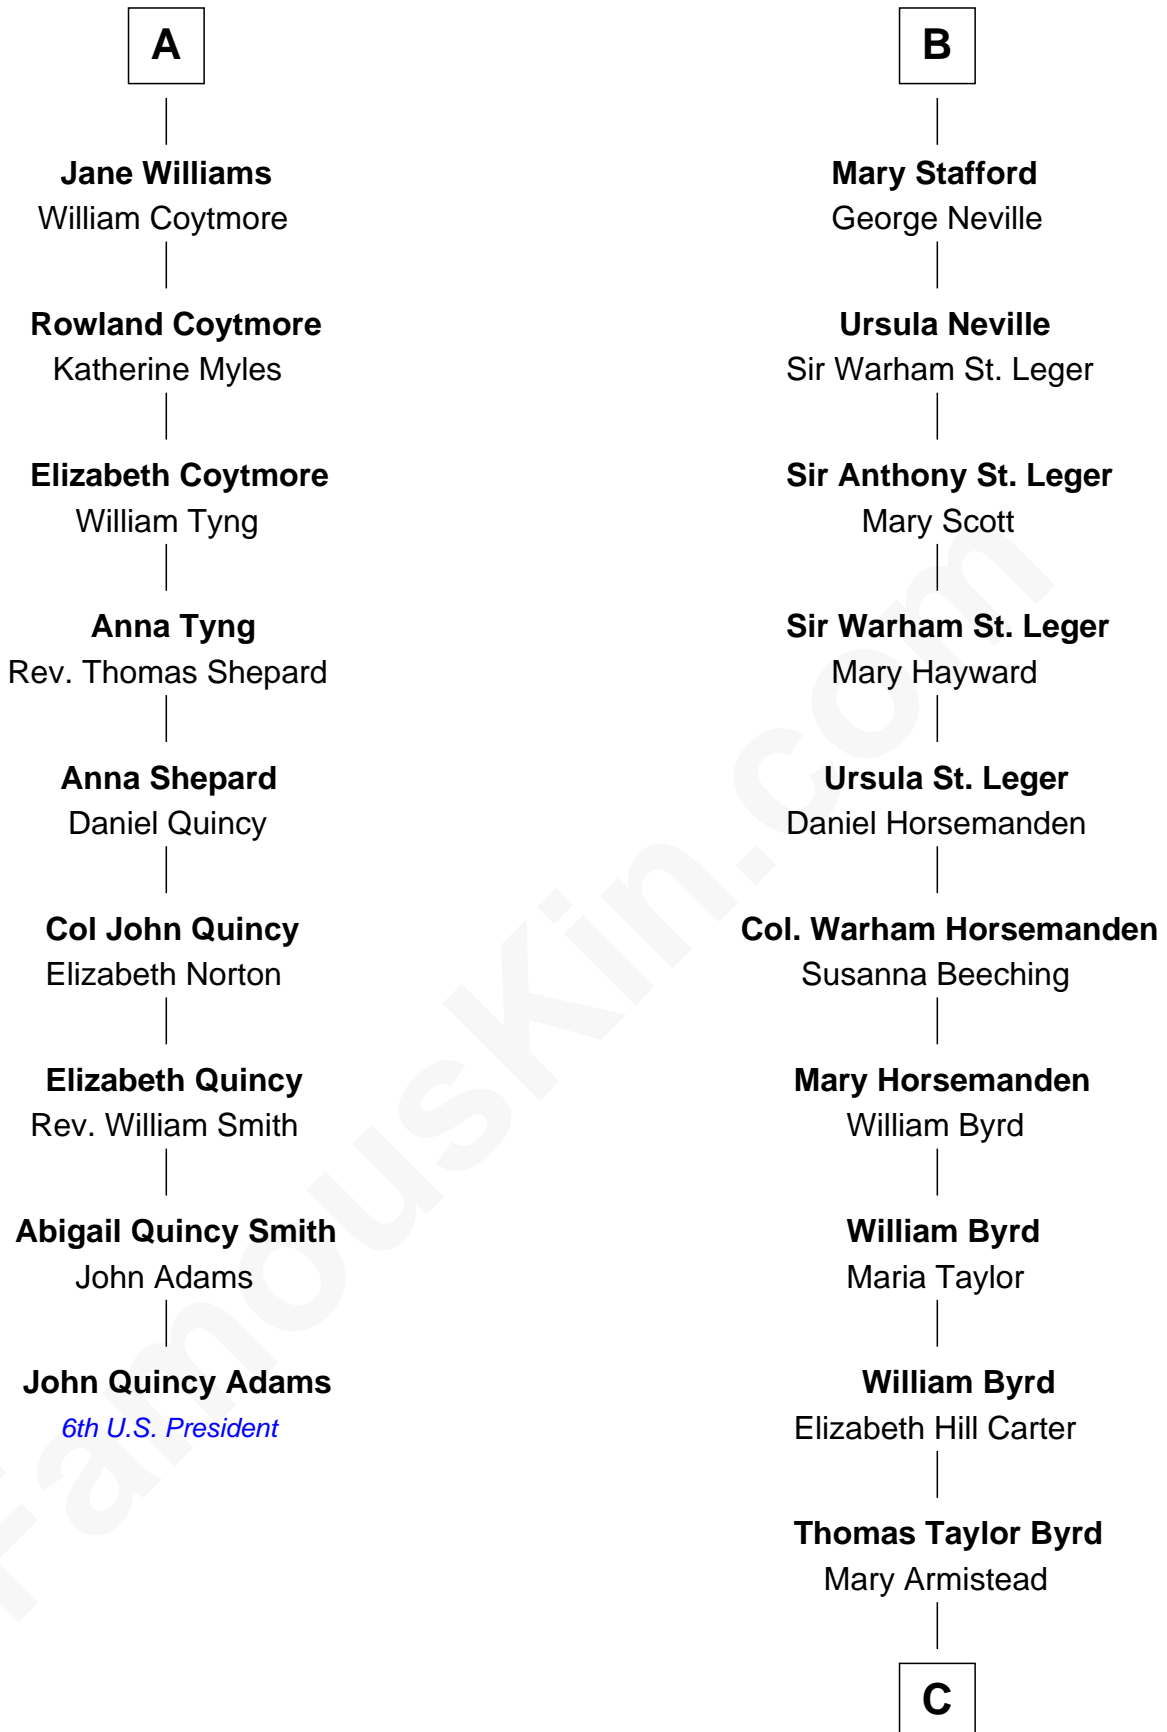 A
Jane Williams
William Coytmore
Rowland Coytmore
Katherine Myles
Elizabeth Coytmore
William Tyng
Anna Tyng
Rev. Thomas Shepard
Anna Shepard
Daniel Quincy
Col John Quincy
Elizabeth Norton
Elizabeth Quincy
Rev. William Smith
Abigail Quincy Smith
John Adams
John Quincy Adams
6th U.S. President
B
Mary Stafford
George Neville
Ursula Neville
Sir Warham St. Leger
Sir Anthony St. Leger
Mary Scott
Sir Warham St. Leger
Mary Hayward
Ursula St. Leger
Daniel Horsemanden
Col. Warham Horsemanden
Susanna Beeching
Mary Horsemanden
William Byrd
William Byrd
Maria Taylor
William Byrd
Elizabeth Hill Carter
Thomas Taylor Byrd
Mary Armistead
C
FamousKin.com